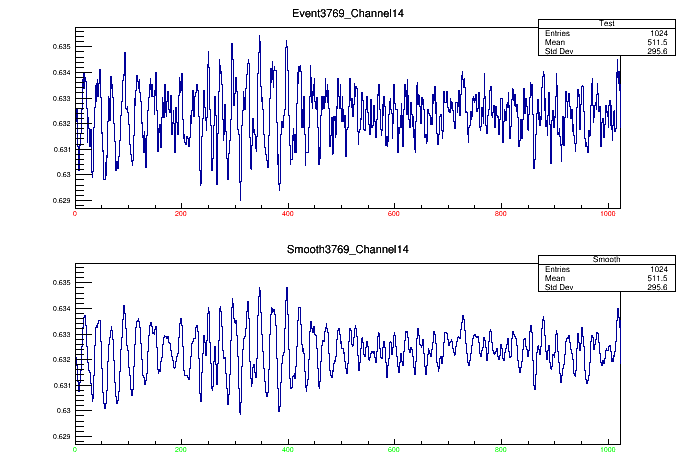 Event3769_Channel14
Test
Entries 1024
Mean 511.5
Std Dev 295.6
0.635
0.634
0.633
0.632
0.631
0.63
0.629
0 200 400 600 800 1000
Smooth3769_Channel14
Smooth
Entries 1024
Mean 511.5
Std Dev 295.6
0.635
0.634
0.633
0.632
0.631
0.63
0.629
0 200 400 600 800 1000